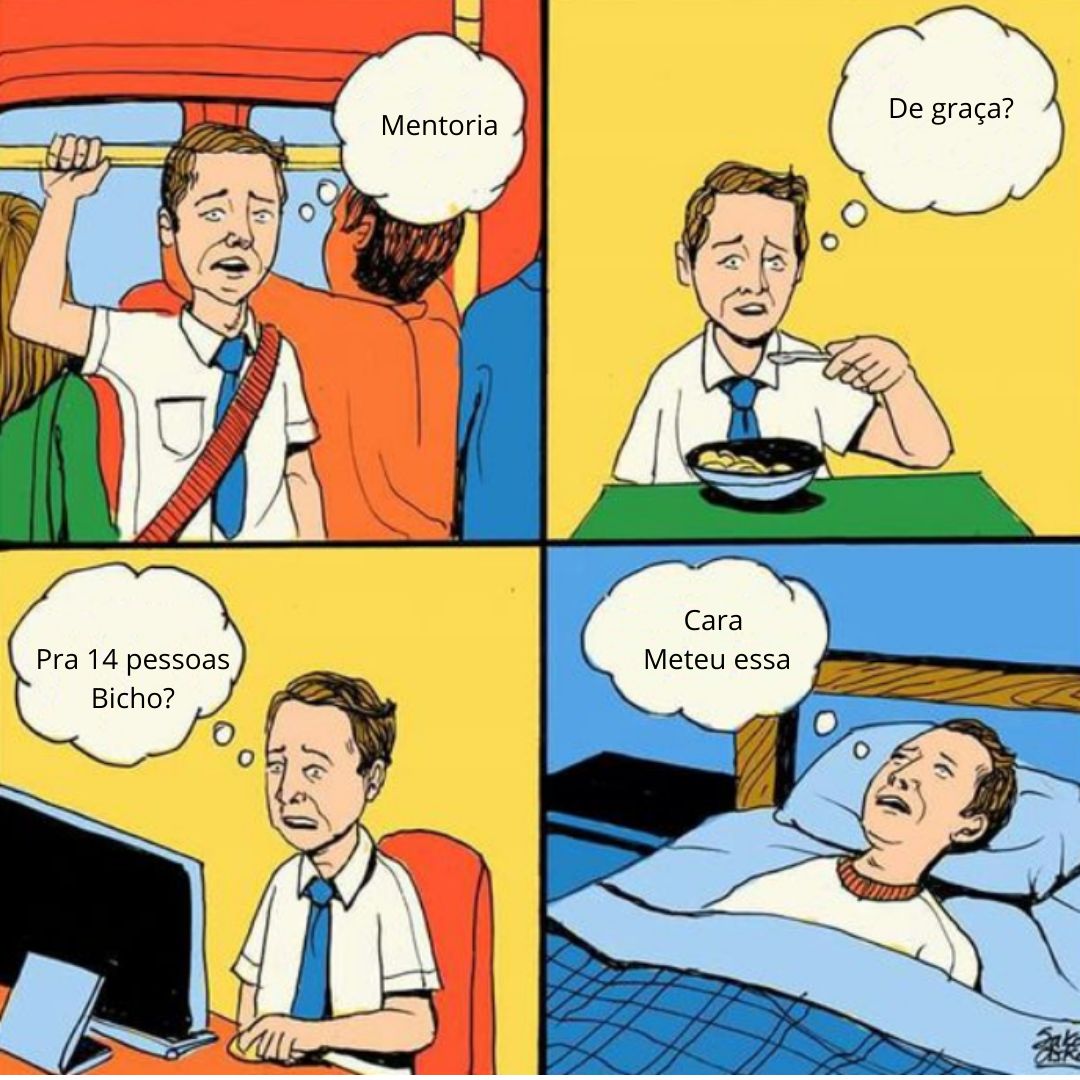 Mentoria
De graça?
Pra 14 pessoas
Bicho?
Cara
Meteu essa